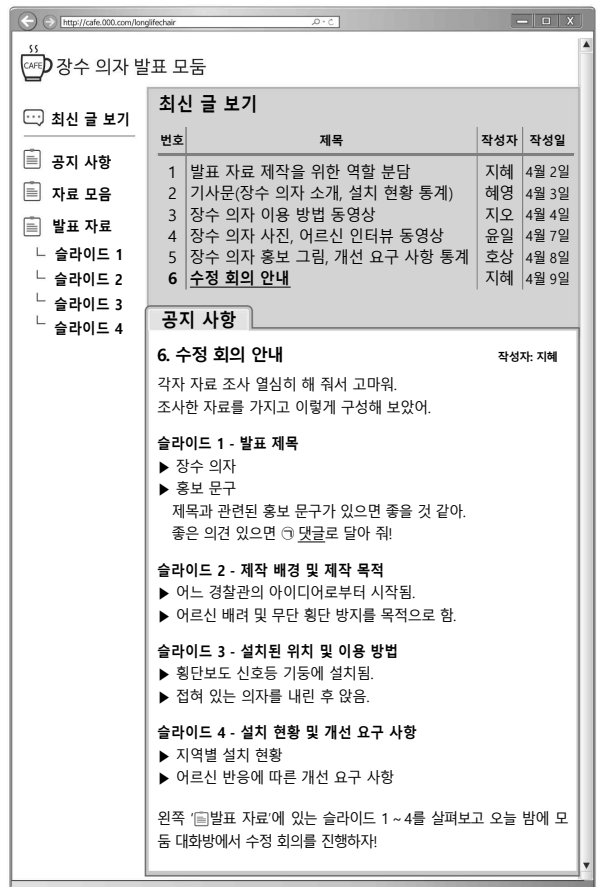 http://cafe.000.com/longlifechair
CAFE 장수 의자 발표 모둠
최신 글 보기
공지 사항
자료 모음
발표 자료
└ 슬라이드 1
└ 슬라이드 2
└ 슬라이드 3
└ 슬라이드 4
최신 글 보기
번호 제목 작성자 작성일
1 발표 자료 제작을 위한 역할 분담 지혜 4월 2일
2 기사문(장수 의자 소개, 설치 현황 통계) 혜영 4월 3일
3 장수 의자 이용 방법 동영상 지오 4월 4일
4 장수 의자 사진, 어르신 인터뷰 동영상 윤일 4월 7일
5 장수 의자 홍보 그림, 개선 요구 사항 통계 호상 4월 8일
6 수정 회의 안내 지혜 4월 9일
공지 사항
6. 수정 회의 안내 작성자: 지혜
각자 자료 조사 열심히 해 줘서 고마워.
조사한 자료를 가지고 이렇게 구성해 보았어.
슬라이드 1 - 발표 제목
▶ 장수 의자
▶ 홍보 문구
제목과 관련된 홍보 문구가 있으면 좋을 것 같아.
좋은 의견 있으면 ㉠ 댓글로 달아 줘!
슬라이드 2 - 제작 배경 및 제작 목적
▶ 어느 경찰관의 아이디어로부터 시작됨.
▶ 어르신 배려 및 무단 횡단 방지를 목적으로 함.
슬라이드 3 - 설치된 위치 및 이용 방법
▶ 횡단보도 신호등 기둥에 설치됨.
▶ 접혀 있는 의자를 내린 후 앉음.
슬라이드 4 - 설치 현황 및 개선 요구 사항
▶ 지역별 설치 현황
▶ 어르신 반응에 따른 개선 요구 사항
왼쪽 ‘발표 자료’에 있는 슬라이드 1 ~ 4를 살펴보고 오늘 밤에 모
둠 대화방에서 수정 회의를 진행하자!